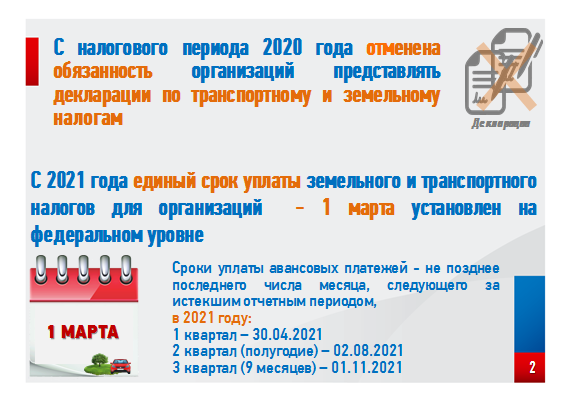 С налогового периода 2020 года отменена
обязанность организаций представлять
декларации по транспортному и земельному
налогам
Декларации
С 2021 года единый срок уплаты земельного и транспортного
налогов для организаций - 1 марта установлен на
федеральном уровне
Сроки уплаты авансовых платежей - не позднее
последнего числа месяца, следующего за
истекшим отчетным периодом,
в 2021 году:
1 квартал – 30.04.2021
2 квартал (полугодие) – 02.08.2021
3 квартал (9 месяцев) – 01.11.2021
1 МАРТА
2